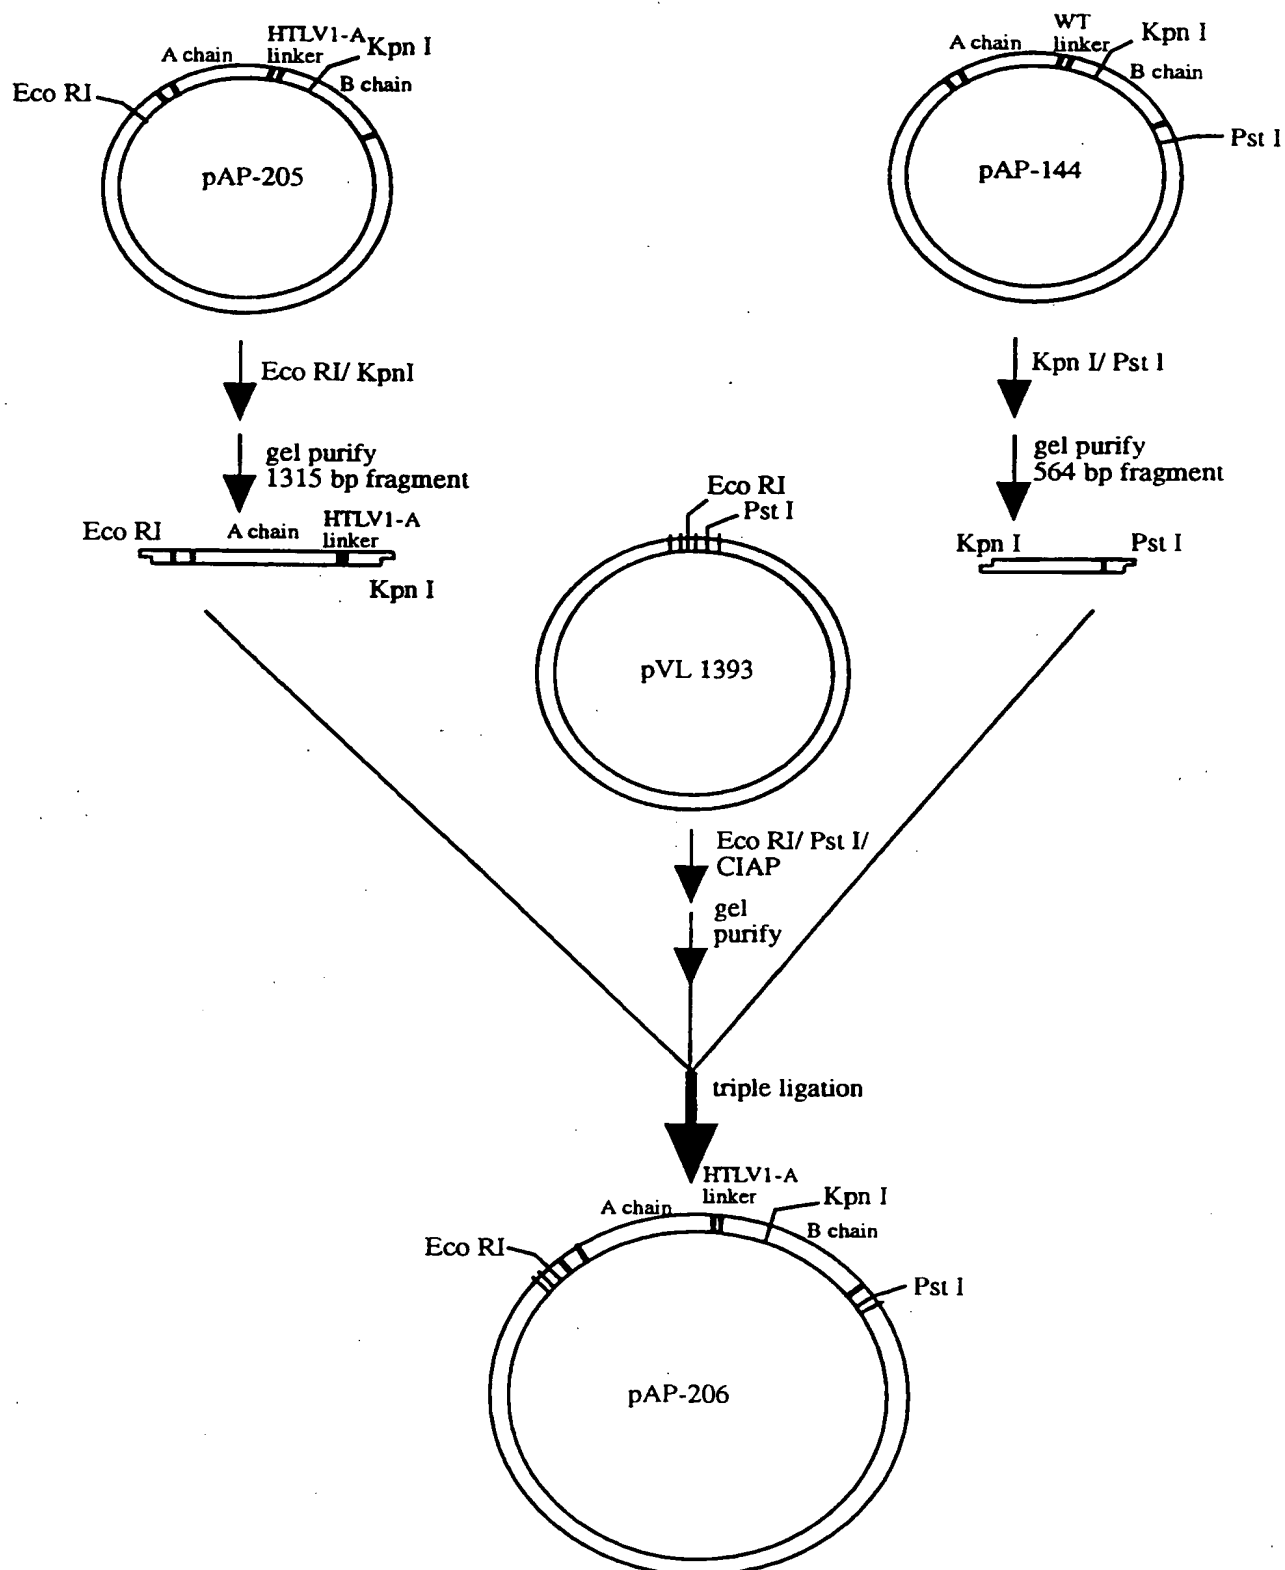 HTLV1-A
linker
A chain
Kpn I
B chain
Eco RI
pAP-205
WT
linker
A chain
Kpn I
B chain
Pst I
pAP-144
Eco RI/ KpnI
gel purify
1315 bp fragment
Kpn I/ Pst I
gel purify
564 bp fragment
Eco RI
A chain
HTLV1-A
linker
Kpn I
Eco RI
Pst I
Kpn I
Pst I
pVL 1393
Eco RI/ Pst I/
CIAP
gel
purify
triple ligation
HTLV1-A
linker
A chain
Kpn I
B chain
Eco RI
Pst I
pAP-206